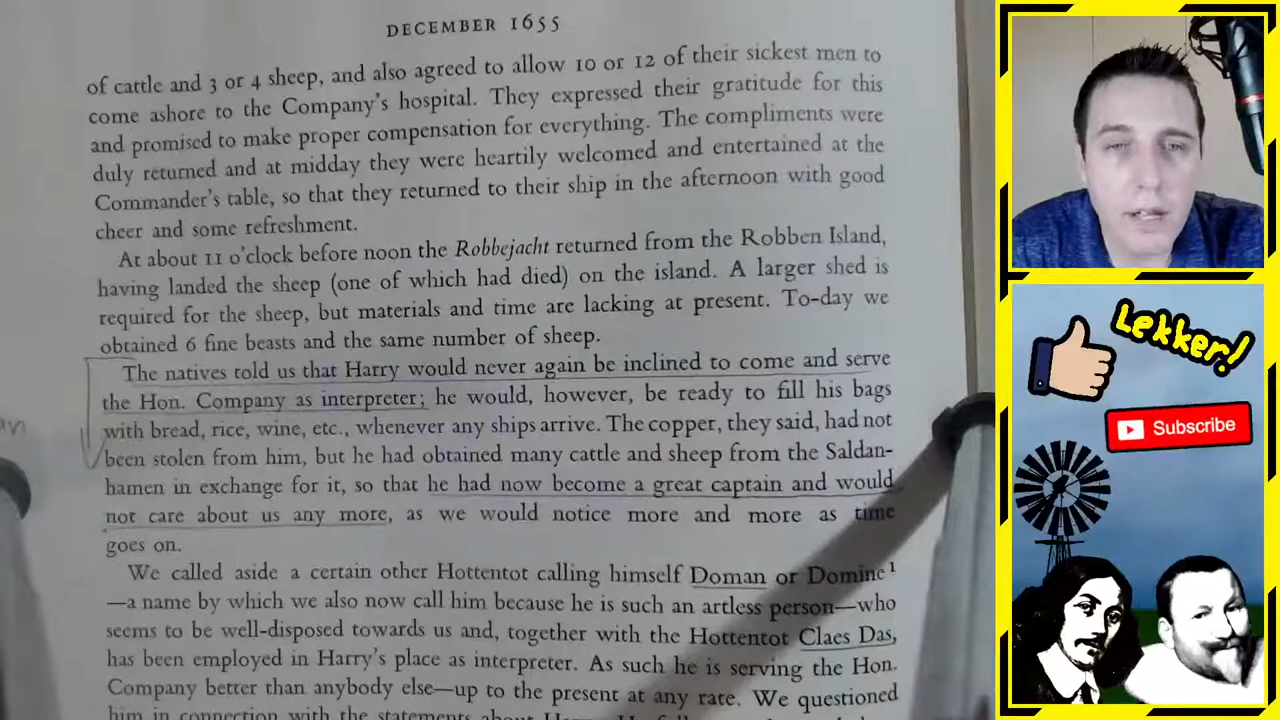 DECEMBER 1655
of cattle and 3 or 4 sheep, and also agreed to allow 10 or 12 of their sickest men to
come ashore to the Company's hospital. They expressed their gratitude for this
and promised to make proper compensation for everything. The compliments were
duly returned and at midday they were heartily welcomed and entertained at the
Commander's table, so that they returned to their ship in the afternoon with good
cheer and some refreshment.
At about 11 o'clock before noon the Robbejacht returned from the Robben Island,
having landed the sheep (one of which had died) on the island. A larger shed is
required for the sheep, but materials and time are lacking at present. To-day we
obtained 6 fine beasts and the same number of sheep.
The natives told us that Harry would never again be inclined to come and serve
the Hon. Company as interpreter; he would, however, be ready to fill his bags
with bread, rice, wine, etc., whenever any ships arrive. The copper, they said, had not
been stolen from him, but he had obtained many cattle and sheep from the Saldan-
hamen in exchange for it, so that he had now become a great captain and would
not care about us any more, as we would notice more and more as time
goes on.
We called aside a certain other Hottentot calling himself Doman or Domine¹
—a name by which we also now call him because he is such an artless person—who
seems to be well-disposed towards us and, together with the Hottentot Claes Das,
has been employed in Harry's place as interpreter. As such he is serving the Hon.
Company better than anybody else—up to the present at any rate. We questioned
him in connection with the statements about
Lekker!
Subscribe